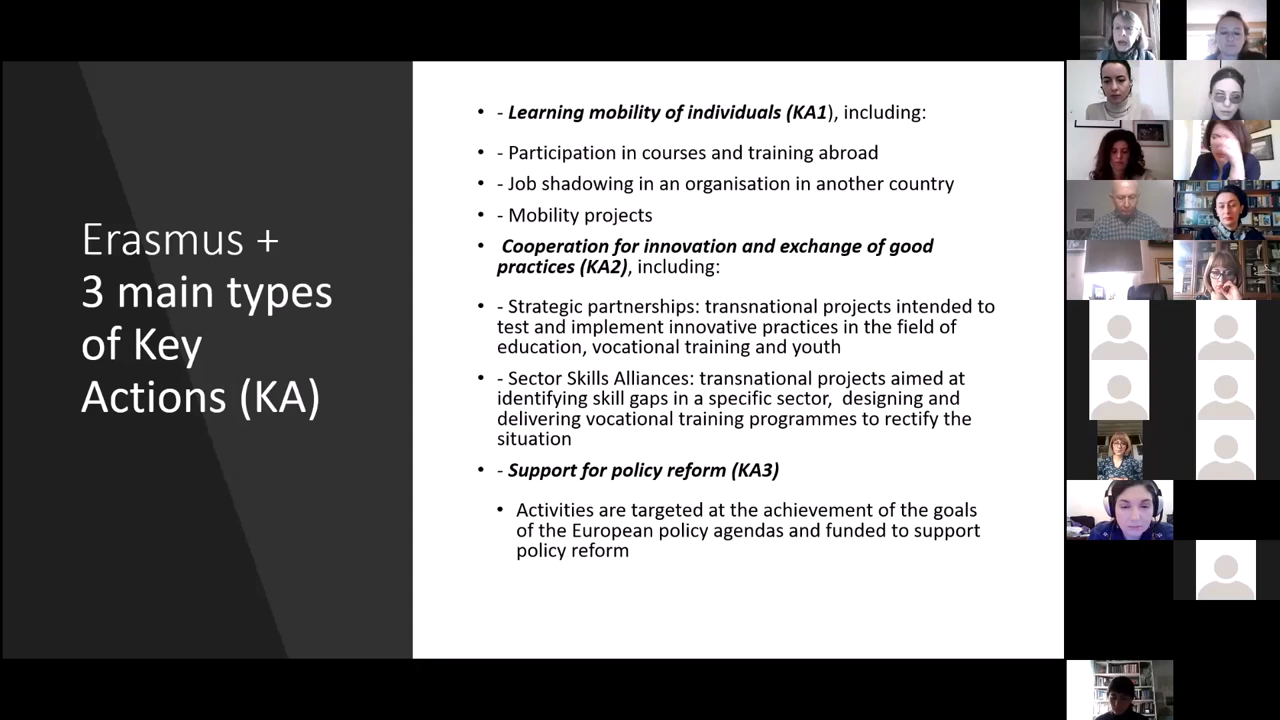 Erasmus +
3 main types
of Key
Actions (KA)
• - Learning mobility of individuals (KA1), including:
• - Participation in courses and training abroad
• - Job shadowing in an organisation in another country
• - Mobility projects
• Cooperation for innovation and exchange of good
practices (KA2), including:
• - Strategic partnerships: transnational projects intended to
test and implement innovative practices in the field of
education, vocational training and youth
• - Sector Skills Alliances: transnational projects aimed at
identifying skill gaps in a specific sector, designing and
delivering vocational training programmes to rectify the
situation
• - Support for policy reform (KA3)
• Activities are targeted at the achievement of the goals
of the European policy agendas and funded to support
policy reform